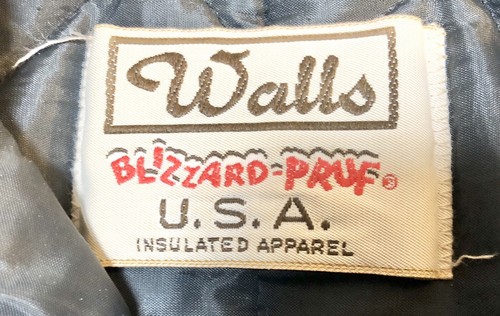 Walls
BLIZZARD-PRUF®
U.S.A.
INSULATED APPAREL